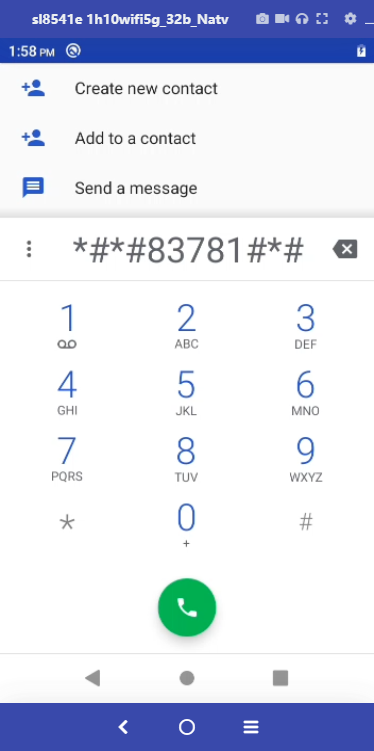 sl8541e 1h10wifi5g_32b_Natv
1:58 PM
Create new contact
Add to a contact
Send a message
*#*#83781#*#
1 2 3
ABC DEF
4 5 6
GHI JKL MNO
7 8 9
PQRS TUV WXYZ
* 0 #
+